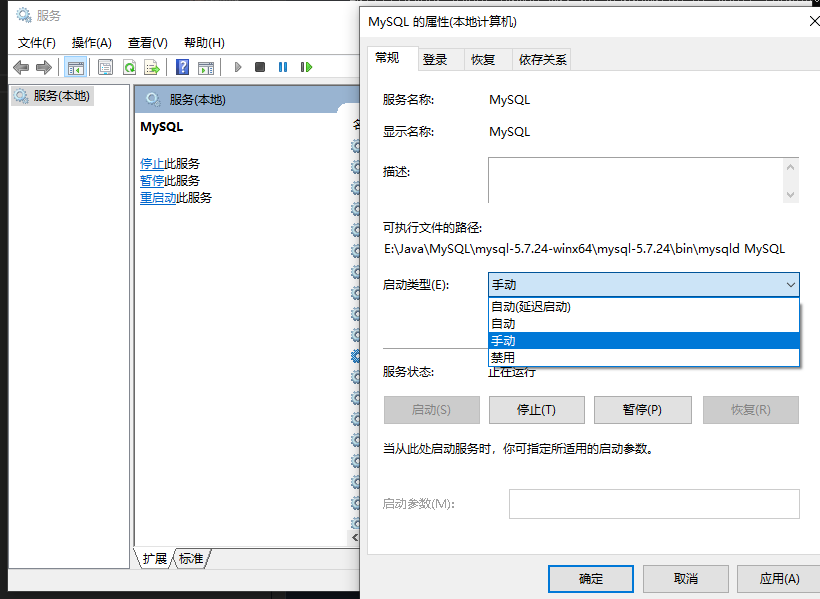 服务
文件(F) 操作(A) 查看(V) 帮助(H)
服务(本地)
服务(本地)
MySQL
停止此服务
暂停此服务
重启动此服务
扩展 标准
MySQL 的属性(本地计算机)
常规 登录 恢复 依存关系
服务名称: MySQL
显示名称: MySQL
描述:
可执行文件的路径:
E:\Java\MySQL\mysql-5.7.24-winx64\mysql-5.7.24\bin\mysqld MySQL
启动类型(E): 手动
自动(延迟启动)
自动
手动
禁用
服务状态: 正在运行
启动(S) 停止(T) 暂停(P) 恢复(R)
当从此处启动服务时，你可指定所适用的启动参数。
启动参数(M):
确定 取消 应用(A)